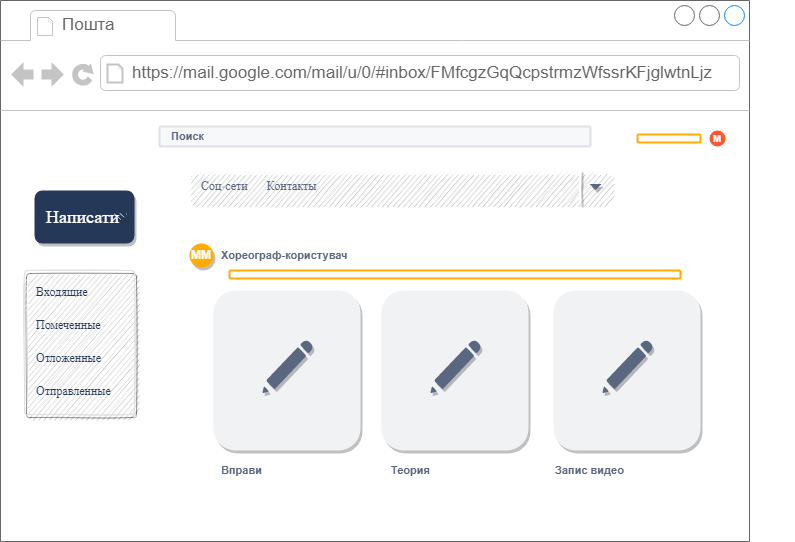 Пошта
https://mail.google.com/mail/u/0/#inbox/FMfcgzGqQcpstrmzWfssrKFjglwtnLjz
Поиск
M
Соц-сети Контакты
Написати
MM Хореограф-користувач
Входящие
Помеченные
Отложенные
Отправленные
Вправи Теория Запис видео